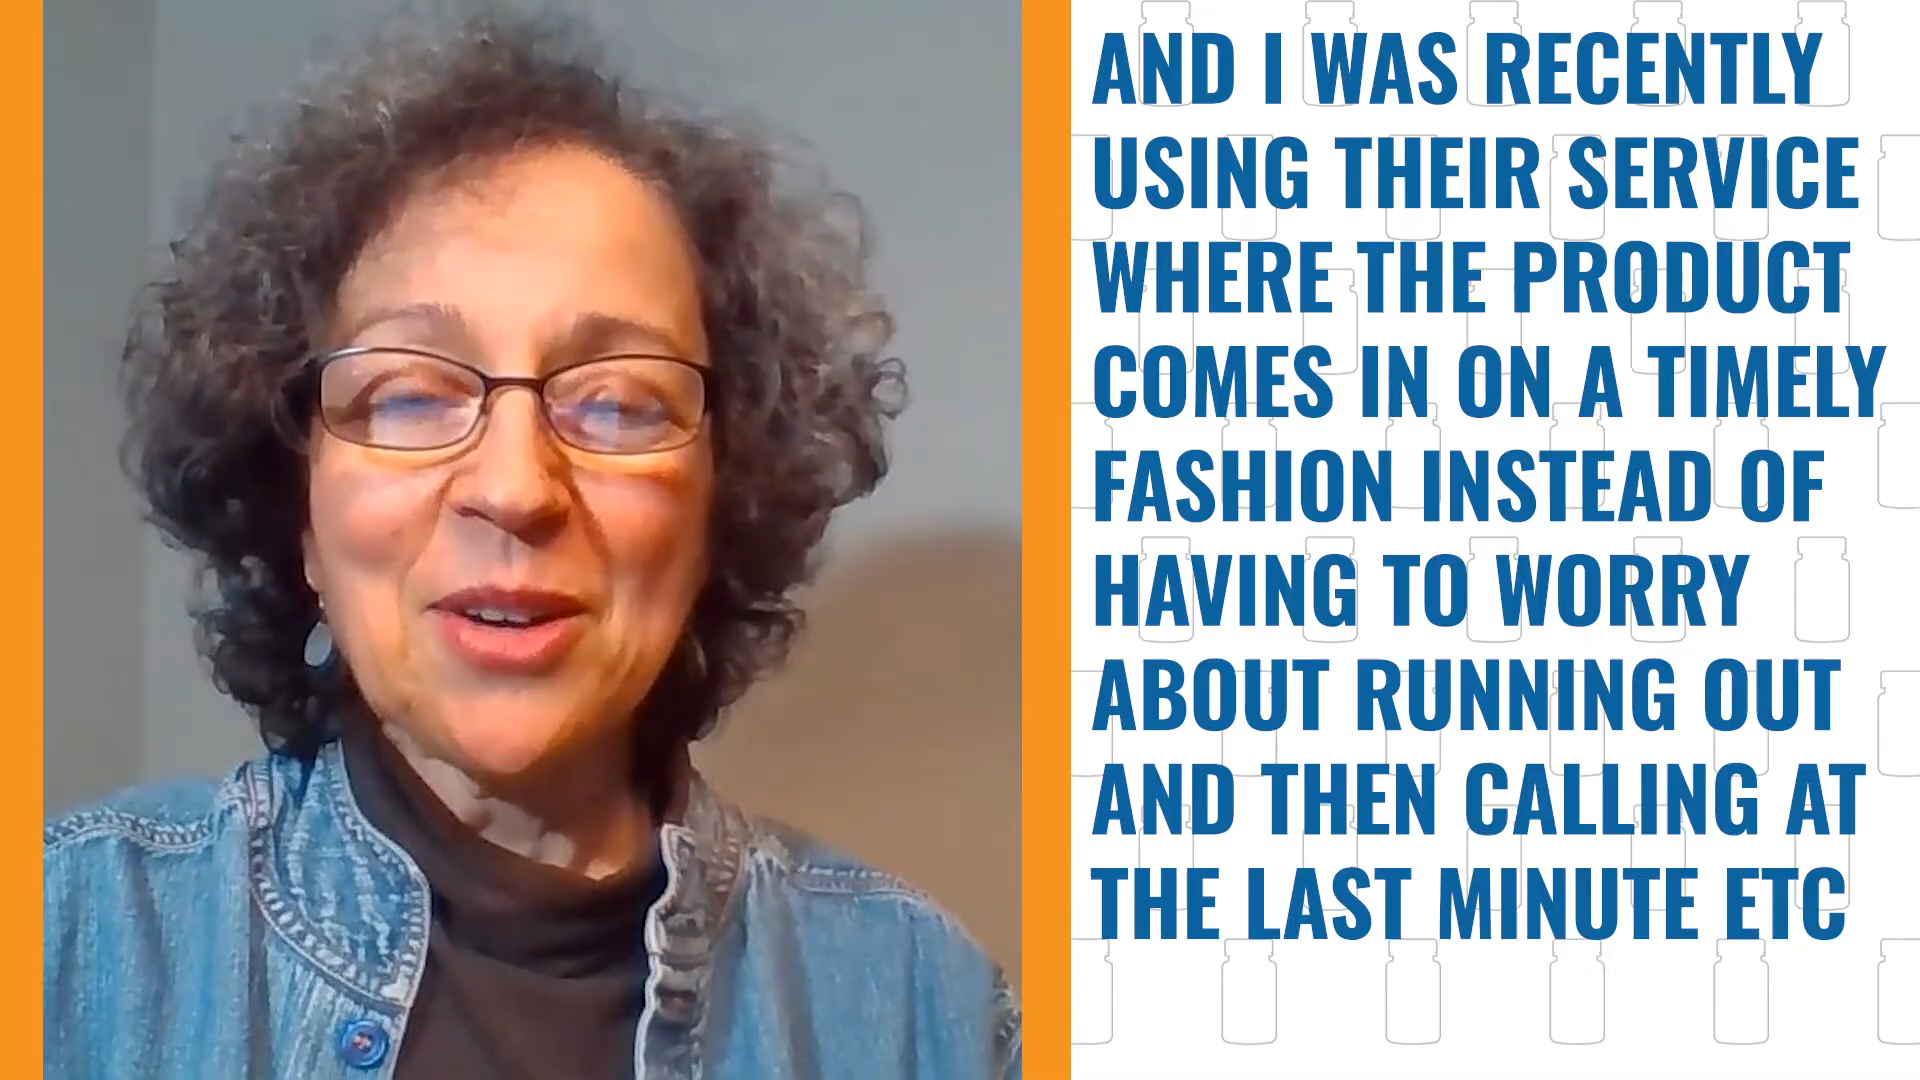 AND I WAS RECENTLY
USING THEIR SERVICE
WHERE THE PRODUCT
COMES IN ON A TIMELY
FASHION INSTEAD OF
HAVING TO WORRY
ABOUT RUNNING OUT
AND THEN CALLING AT
THE LAST MINUTE ETC